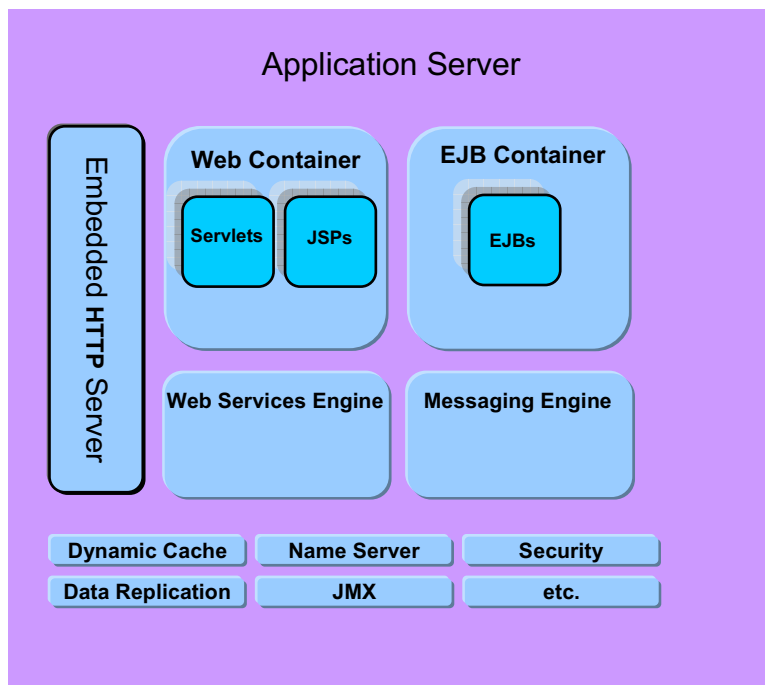 Application Server
Embedded HTTP Server
Web Container
Servlets
JSPs
EJB Container
EJBs
Web Services Engine
Messaging Engine
Dynamic Cache
Name Server
Security
Data Replication
JMX
etc.